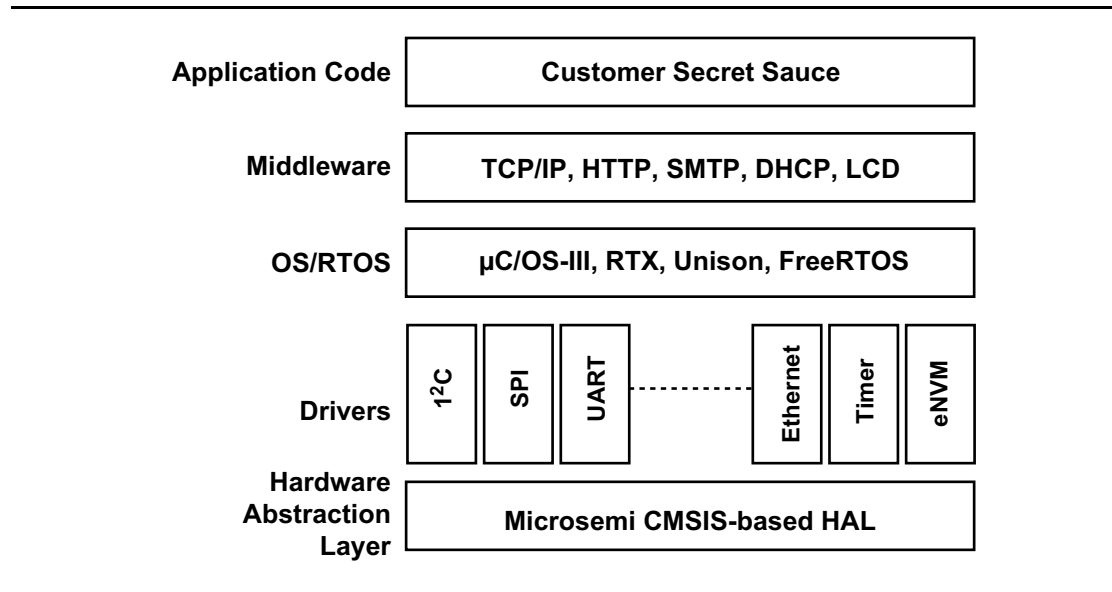 Application Code
Customer Secret Sauce
Middleware
TCP/IP, HTTP, SMTP, DHCP, LCD
OS/RTOS
µC/OS-III, RTX, Unison, FreeRTOS
Drivers
1²C
SPI
UART
Ethernet
Timer
eNVM
Hardware
Abstraction
Layer
Microsemi CMSIS-based HAL